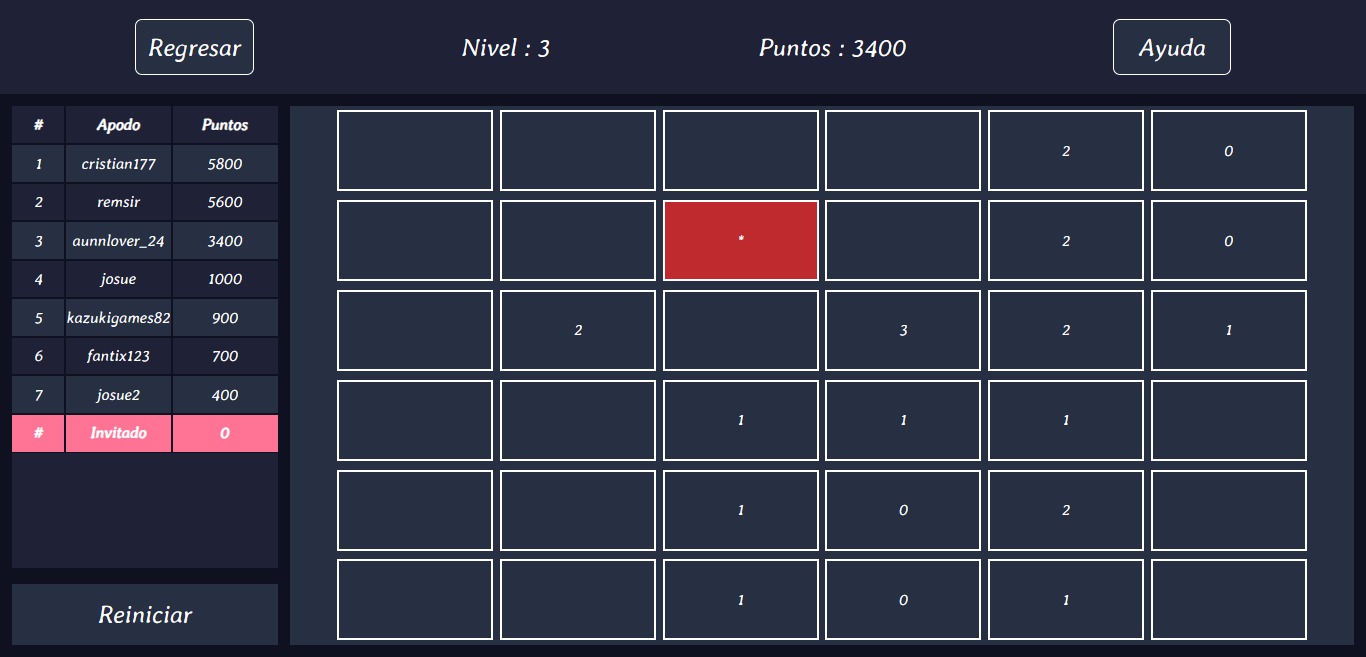 Regresar Nivel : 3 Puntos : 3400 Ayuda
# Apodo Puntos
1 cristian177 5800
2 remsir 5600
3 aunnlover_24 3400
4 josue 1000
5 kazukigames82 900
6 fantix123 700
7 josue2 400
# Invitado 0
Reiniciar
2 0
* 2 0
2 3 2 1
1 1 1
1 0 2
1 0 1